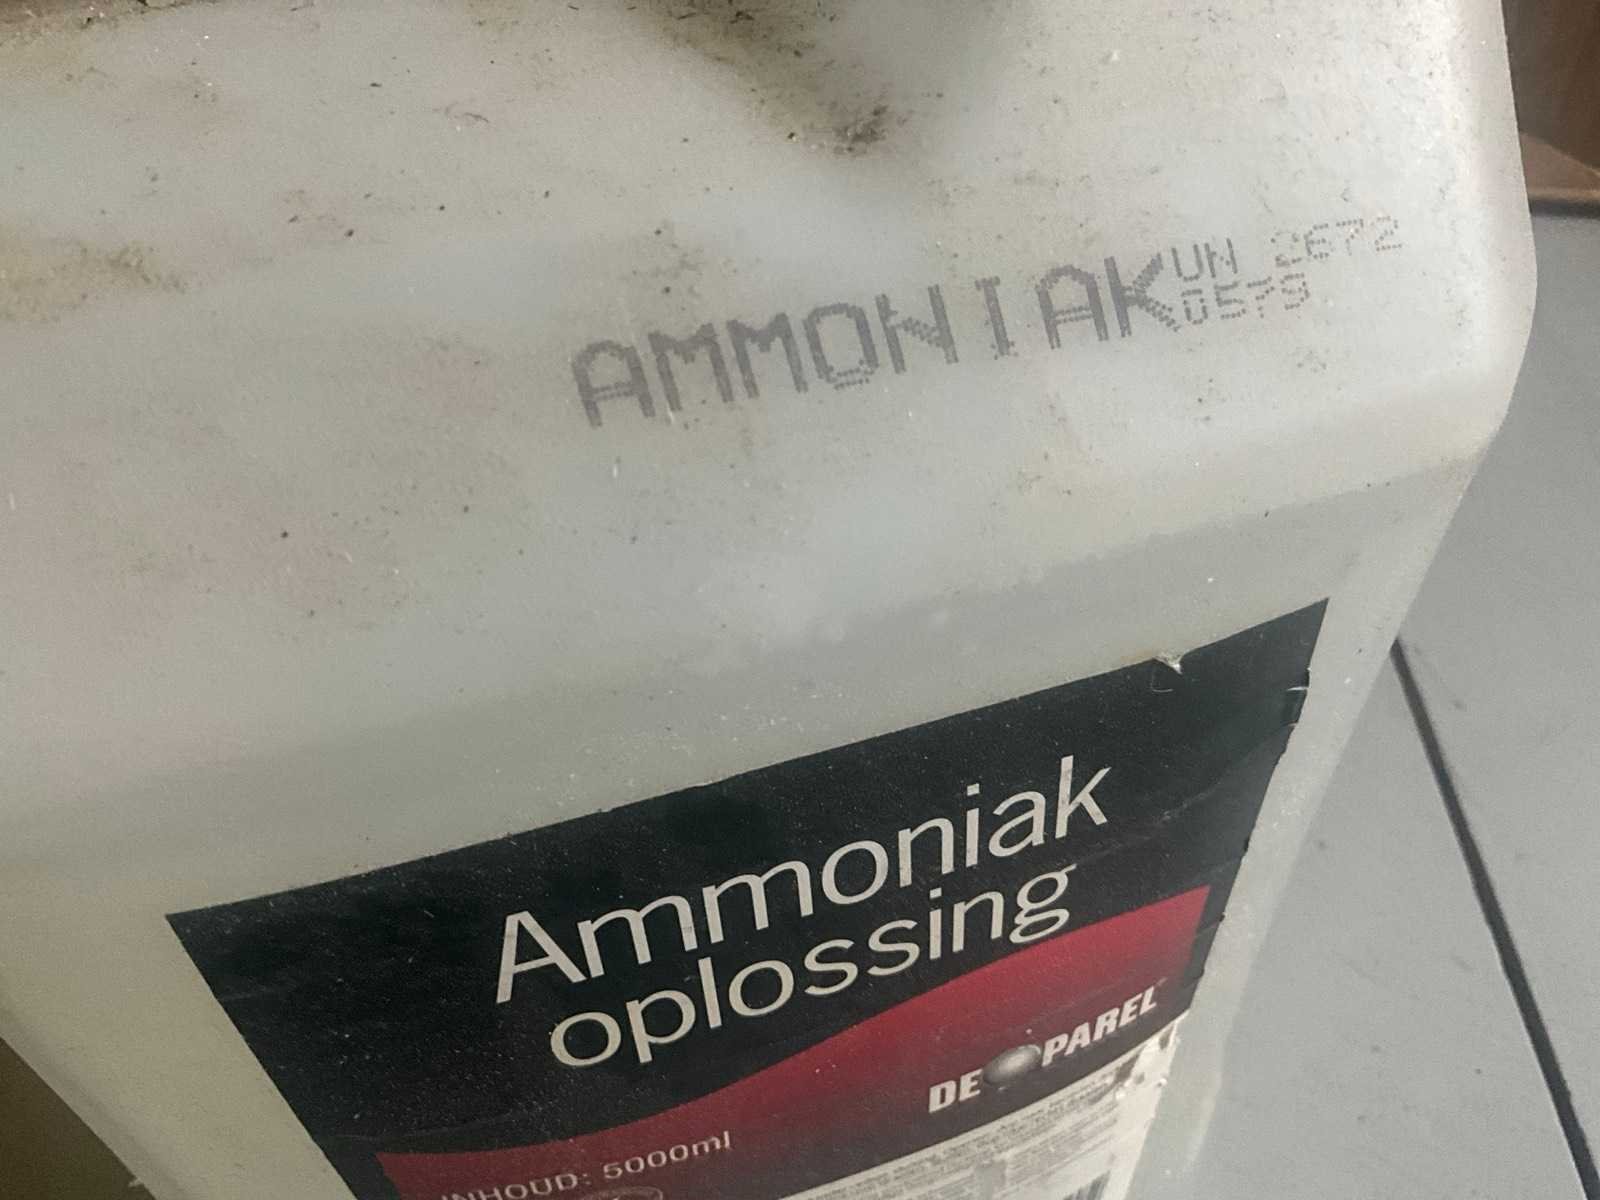 AMMONIAK
UN 2672
0579
Ammoniak
oplossing
DE PAREL
INHOUD: 5000ml